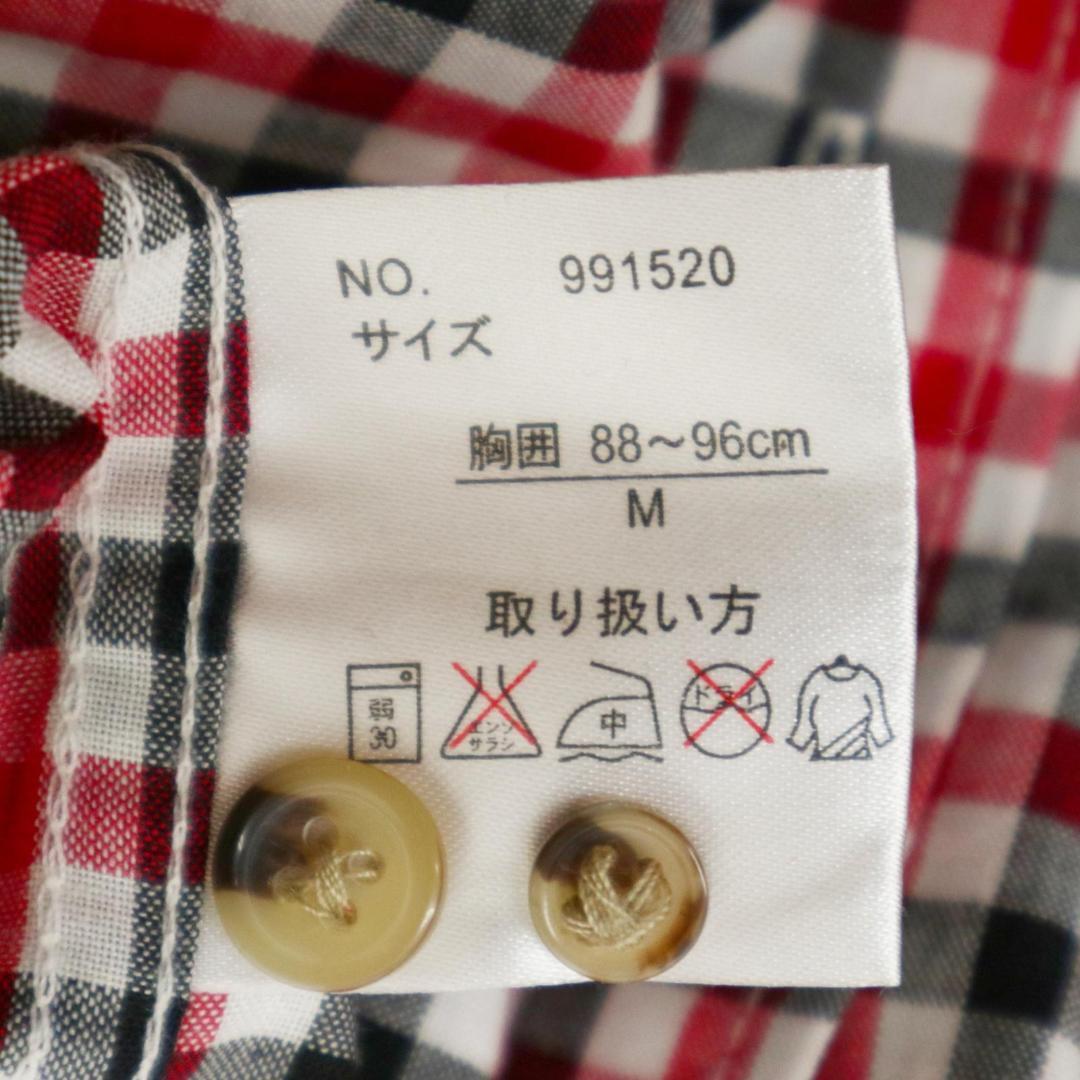 NO. 991520
サイズ
胸囲 88〜96cm
M
取り扱い方
弱 エンソ 中 ドライ
30 サラシ